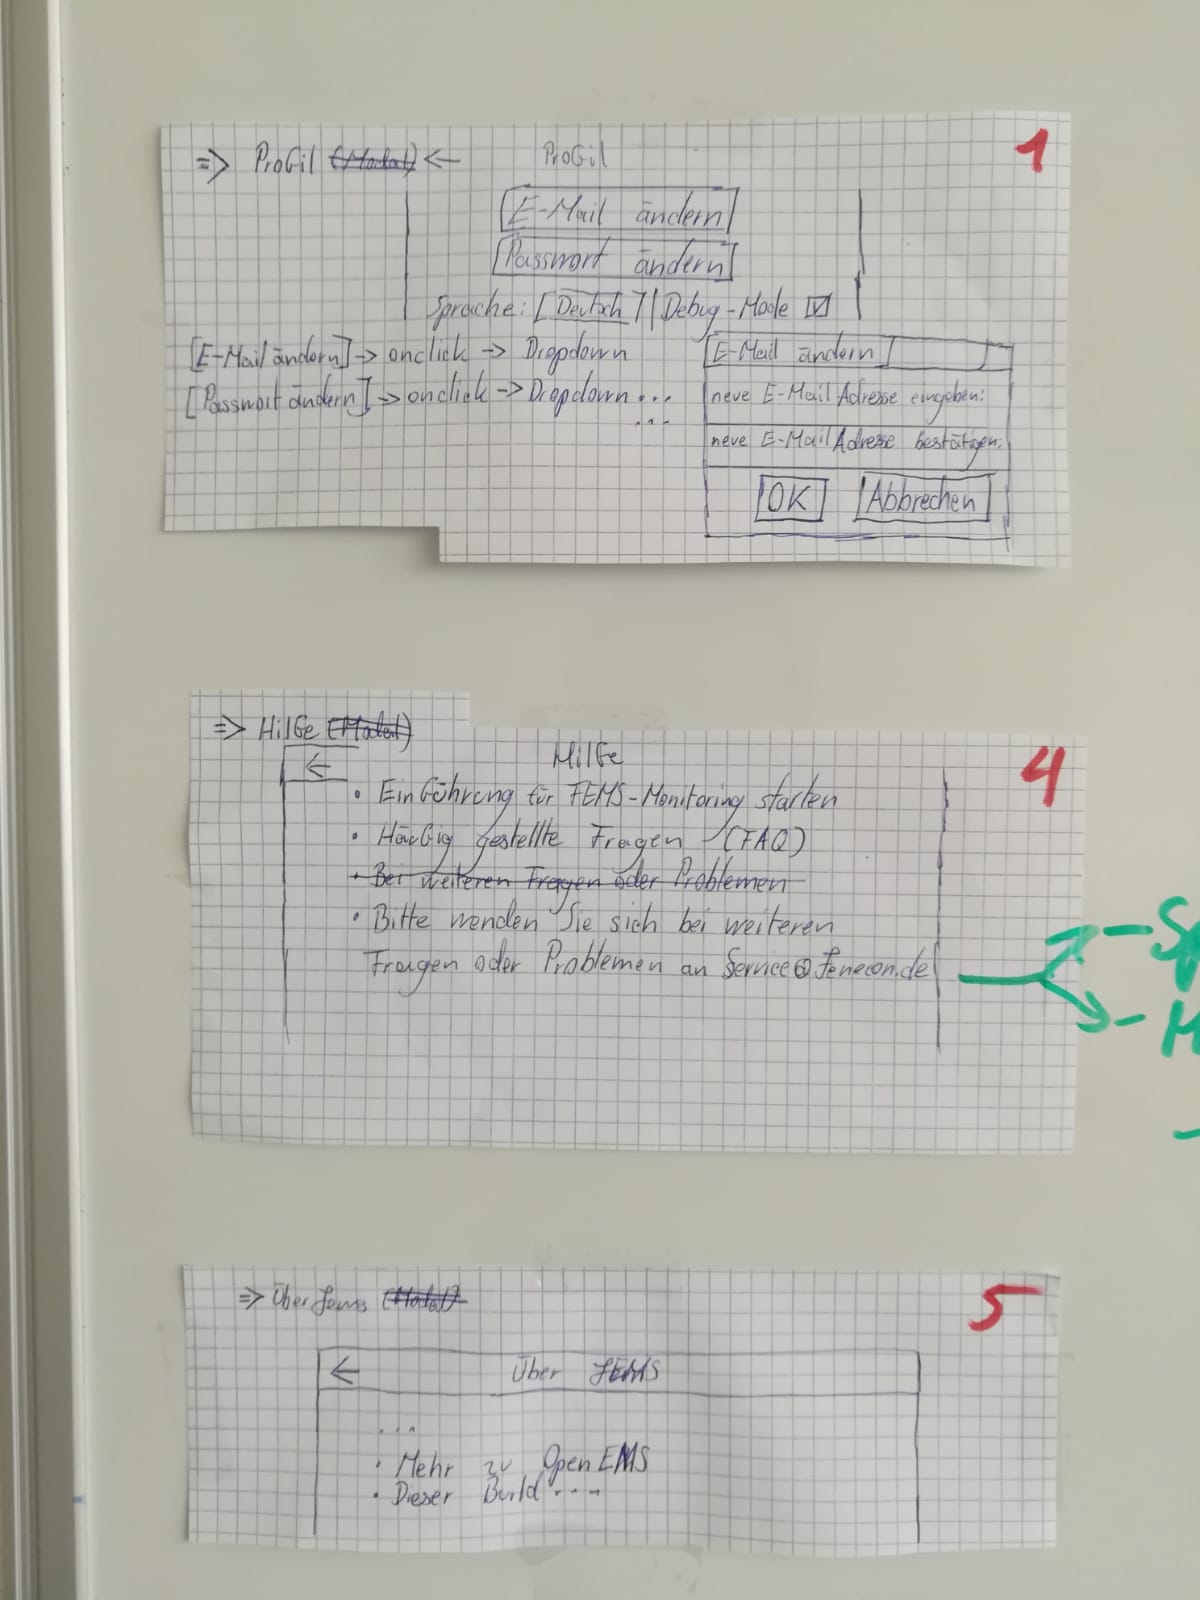 => Profil (Modal) ← Profil 1
[E-Mail ändern]
[Passwort ändern]
Sprache: [Deutsch] | Debug-Mode ☑
[E-Mail ändern] -> onclick -> Dropdown
[Passwort ändern] -> onclick -> Dropdown ...
...
[E-Mail ändern]
neue E-Mail Adresse eingeben:
neue E-Mail Adresse bestätigen:
[OK] [Abbrechen]
=> Hilfe (Modal)
← Hilfe 4
• Einführung für FEMS-Monitoring starten
• Häufig gestellte Fragen (FAQ)
• Bei weiteren Fragen oder Problemen
• Bitte wenden Sie sich bei weiteren
Fragen oder Problemen an Service@fenecon.de
=> Über Fems (Modal) 5
← Über FEMS
...
• Mehr zu OpenEMS
• Dieser Build ...